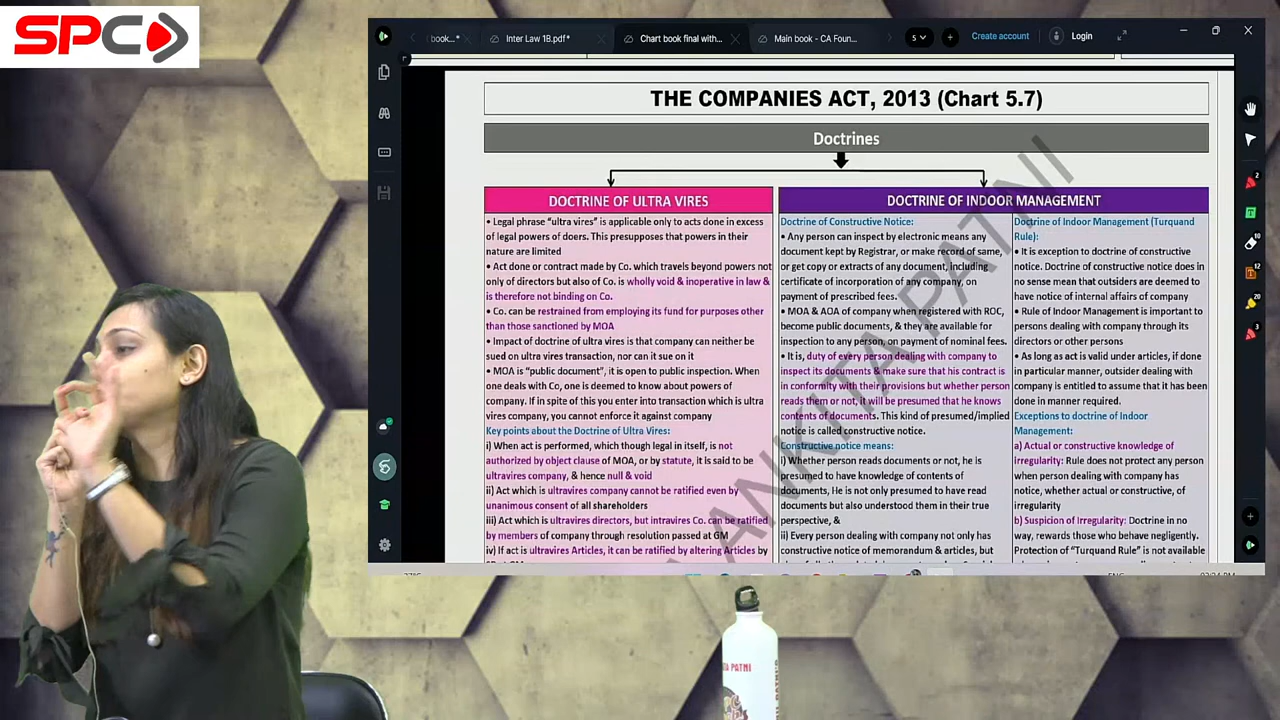 SPC
book...*
Inter Law 1B.pdf*
Chart book final with...
Main book - CA Foun...
5
Create account
Login
THE COMPANIES ACT, 2013 (Chart 5.7)
Doctrines
DOCTRINE OF ULTRA VIRES
• Legal phrase "ultra vires" is applicable only to acts done in excess
of legal powers of doers. This presupposes that powers in their
nature are limited
• Act done or contract made by Co. which travels beyond powers not
only of directors but also of Co. is wholly void & inoperative in law &
is therefore not binding on Co.
• Co. can be restrained from employing its fund for purposes other
than those sanctioned by MOA
• Impact of doctrine of ultra vires is that company can neither be
sued on ultra vires transaction, nor can it sue on it
• MOA is "public document", it is open to public inspection. When
one deals with Co, one is deemed to know about powers of
company. If in spite of this you enter into transaction which is ultra
vires company, you cannot enforce it against company
Key points about the Doctrine of Ultra Vires:
i) When act is performed, which though legal in itself, is not
authorized by object clause of MOA, or by statute, it is said to be
ultravires company, & hence null & void
ii) Act which is ultravires company cannot be ratified even by
unanimous consent of all shareholders
iii) Act which is ultravires directors, but intravires Co. can be ratified
by members of company through resolution passed at GM
iv) If act is ultravires Articles, it can be ratified by altering Articles by
DOCTRINE OF INDOOR MANAGEMENT
Doctrine of Constructive Notice:
• Any person can inspect by electronic means any
document kept by Registrar, or make record of same,
or get copy or extracts of any document, including
certificate of incorporation of any company, on
payment of prescribed fees.
• MOA & AOA of company when registered with ROC,
become public documents, & they are available for
inspection to any person, on payment of nominal fees.
• It is, duty of every person dealing with company to
inspect its documents & make sure that his contract is
in conformity with their provisions but whether person
reads them or not, it will be presumed that he knows
contents of documents. This kind of presumed/implied
notice is called constructive notice.
Constructive notice means:
i) Whether person reads documents or not, he is
presumed to have knowledge of contents of
documents, He is not only presumed to have read
documents but also understood them in their true
perspective, &
ii) Every person dealing with company not only has
constructive notice of memorandum & articles, but
Doctrine of Indoor Management (Turquand
Rule):
• It is exception to doctrine of constructive
notice. Doctrine of constructive notice does in
no sense mean that outsiders are deemed to
have notice of internal affairs of company
• Rule of Indoor Management is important to
persons dealing with company through its
directors or other persons
• As long as act is valid under articles, if done
in particular manner, outsider dealing with
company is entitled to assume that it has been
done in manner required.
Exceptions to doctrine of Indoor
Management:
a) Actual or constructive knowledge of
irregularity: Rule does not protect any person
when person dealing with company has
notice, whether actual or constructive, of
irregularity
b) Suspicion of Irregularity: Doctrine in no
way, rewards those who behave negligently.
Protection of "Turquand Rule" is not available
ANKITA PATNI